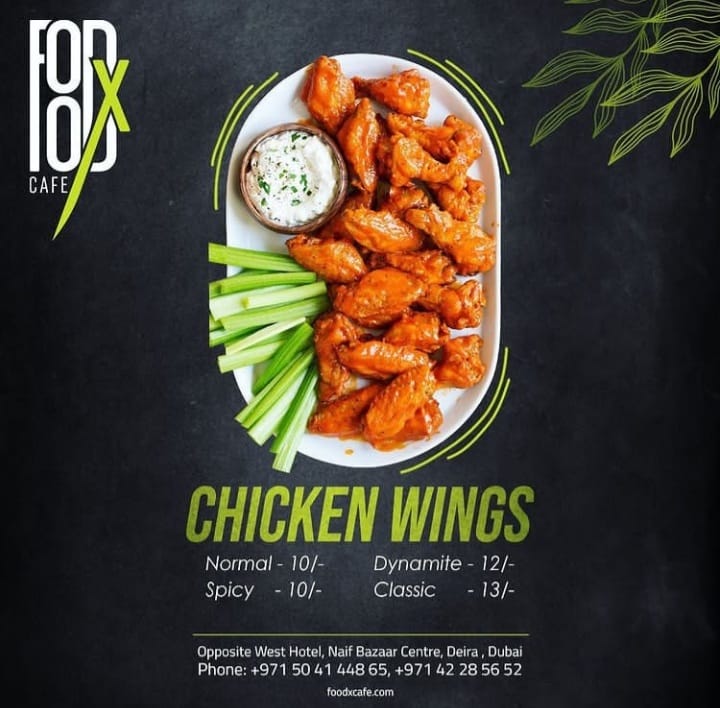 FOOD
FOOD X
CAFE
CHICKEN WINGS
Normal - 10/-
Dynamite - 12/-
Spicy - 10/-
Classic - 13/-
Opposite West Hotel, Naif Bazaar Centre, Deira , Dubai
Phone: +971 50 41 448 65, +971 42 28 56 52
foodxcafe.com